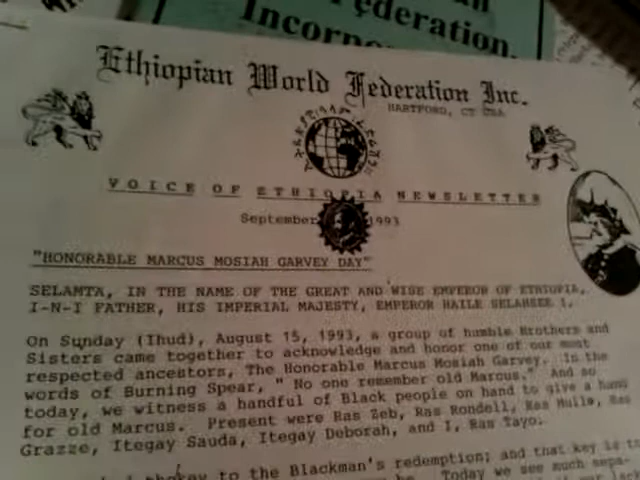 Federation.
Ethiopian World Federation Inc.
HARTFORD, CT USA
VOICE OF ETHIOPIA NEWSLETTER
September 1993
"HONORABLE MARCUS MOSIAH GARVEY DAY"
SELAMTA, IN THE NAME OF THE GREAT AND WISE EMPEROR OF ETHIOPIA,
I-N-I FATHER, HIS IMPERIAL MAJESTY, EMPEROR HAILE SELAHSEE I,
On Sunday (Ihud), August 15, 1993, a group of humble Brothers and
Sisters came together to acknowledge and honor one of our most
respected ancestors, The Honorable Marcus Mosiah Garvey. In the
words of Burning Spear, " No one remember old Marcus." And so
today, we witness a handful of Black people on hand to give a hand
for old Marcus. Present were Ras Zeb, Ras Rondell, Ras Hulle, Ras
Grazze, Itegay Sauda, Itegay Deborah, and I, Ras Tayo.
key to the Blackman's redemption; and that key is
Today we see much